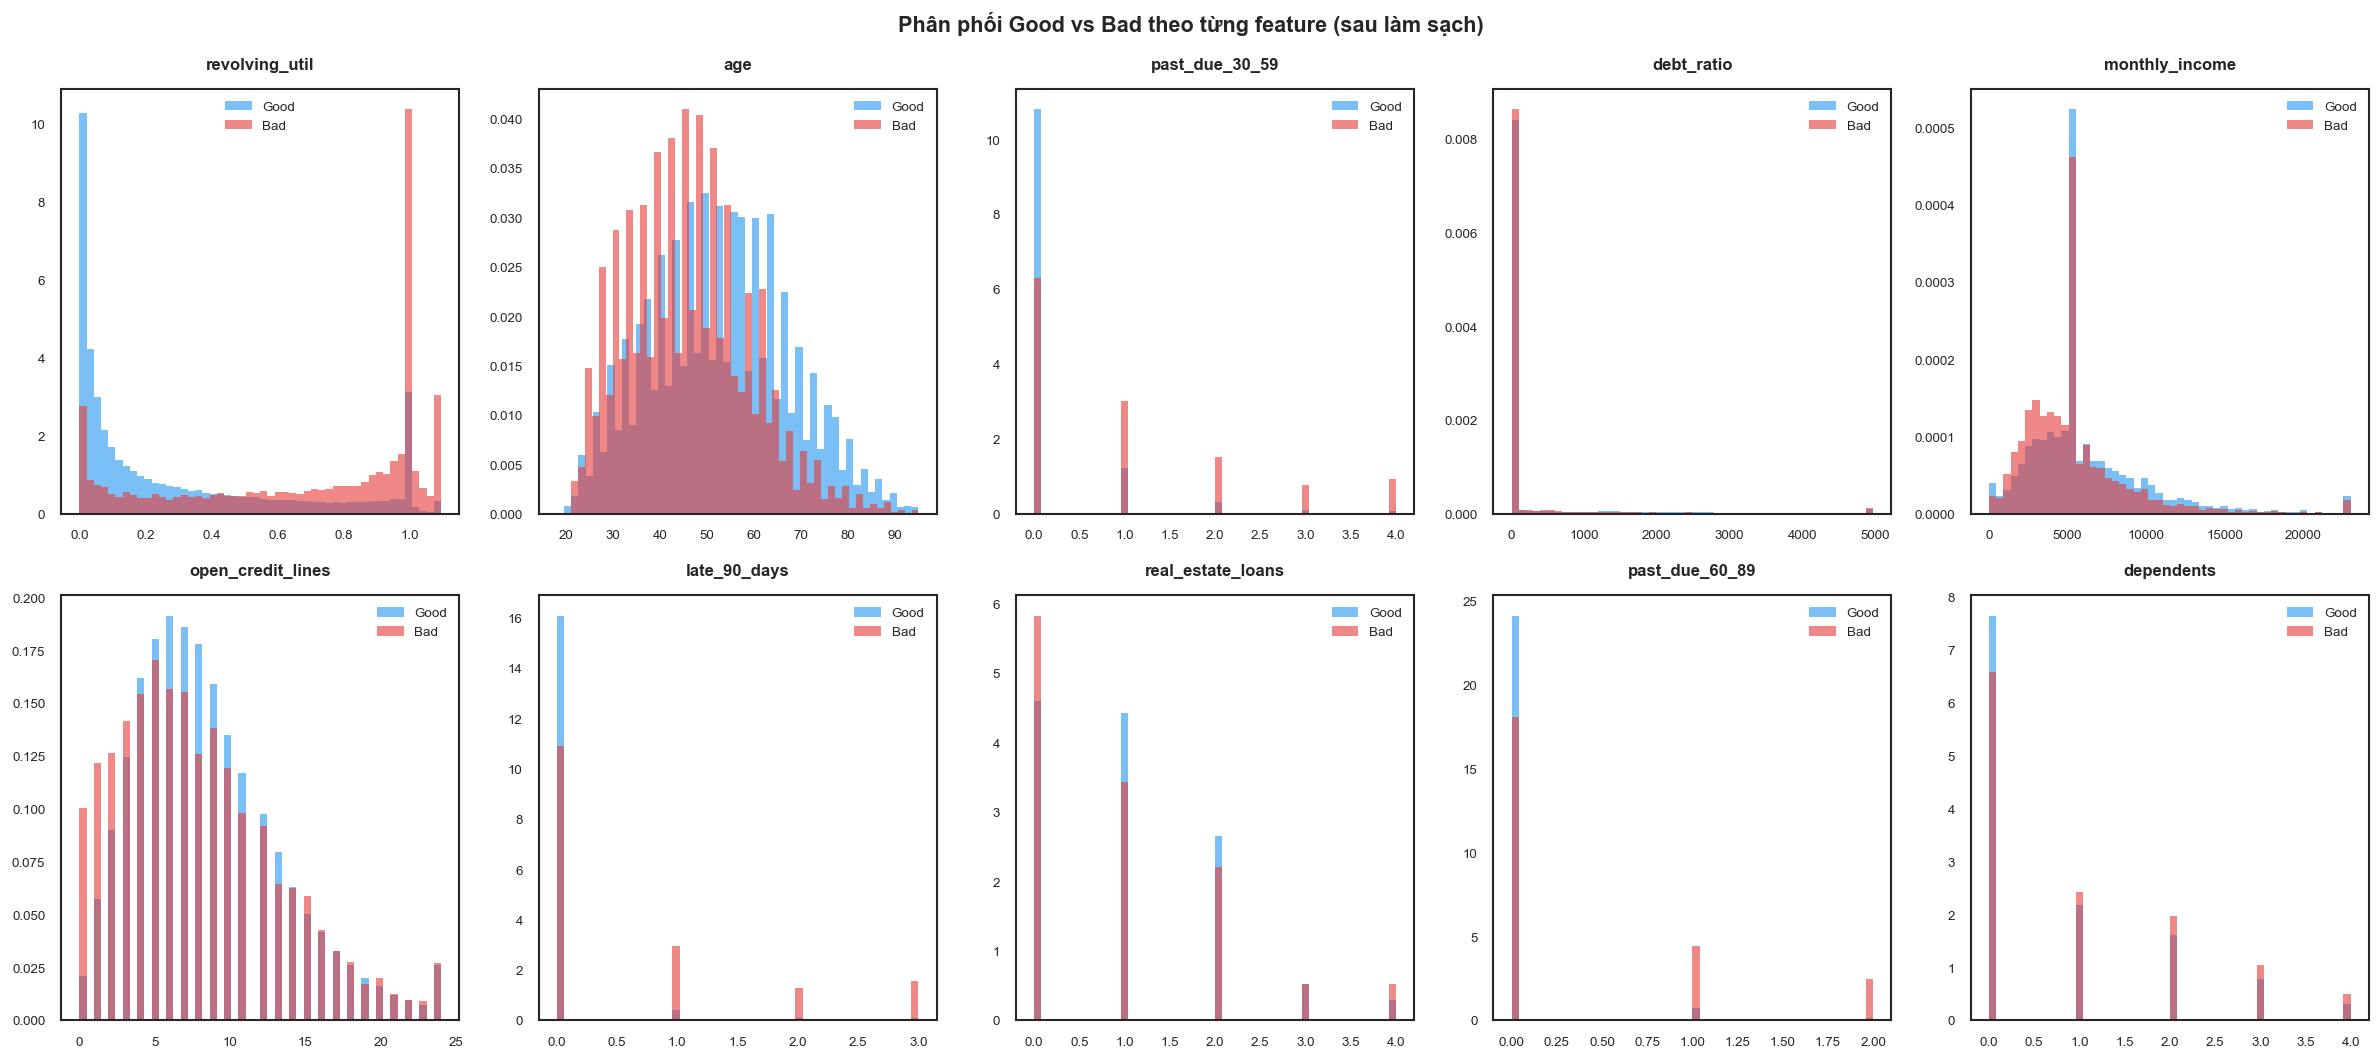 Phân phối Good vs Bad theo từng feature (sau làm sạch)
revolving_util
Good
Bad
10
8
6
4
2
0
0.0 0.2 0.4 0.6 0.8 1.0
age
Good
Bad
0.040
0.035
0.030
0.025
0.020
0.015
0.010
0.005
0.000
20 30 40 50 60 70 80 90
past_due_30_59
Good
Bad
10
8
6
4
2
0
0.0 0.5 1.0 1.5 2.0 2.5 3.0 3.5 4.0
debt_ratio
Good
Bad
0.008
0.006
0.004
0.002
0.000
0 1000 2000 3000 4000 5000
monthly_income
Good
Bad
0.0005
0.0004
0.0003
0.0002
0.0001
0.0000
0 5000 10000 15000 20000
open_credit_lines
Good
Bad
0.200
0.175
0.150
0.125
0.100
0.075
0.050
0.025
0.000
0 5 10 15 20 25
late_90_days
Good
Bad
16
14
12
10
8
6
4
2
0
0.0 0.5 1.0 1.5 2.0 2.5 3.0
real_estate_loans
Good
Bad
6
5
4
3
2
1
0
0.0 0.5 1.0 1.5 2.0 2.5 3.0 3.5 4.0
past_due_60_89
Good
Bad
25
20
15
10
5
0
0.00 0.25 0.50 0.75 1.00 1.25 1.50 1.75 2.00
dependents
Good
Bad
8
7
6
5
4
3
2
1
0
0.0 0.5 1.0 1.5 2.0 2.5 3.0 3.5 4.0